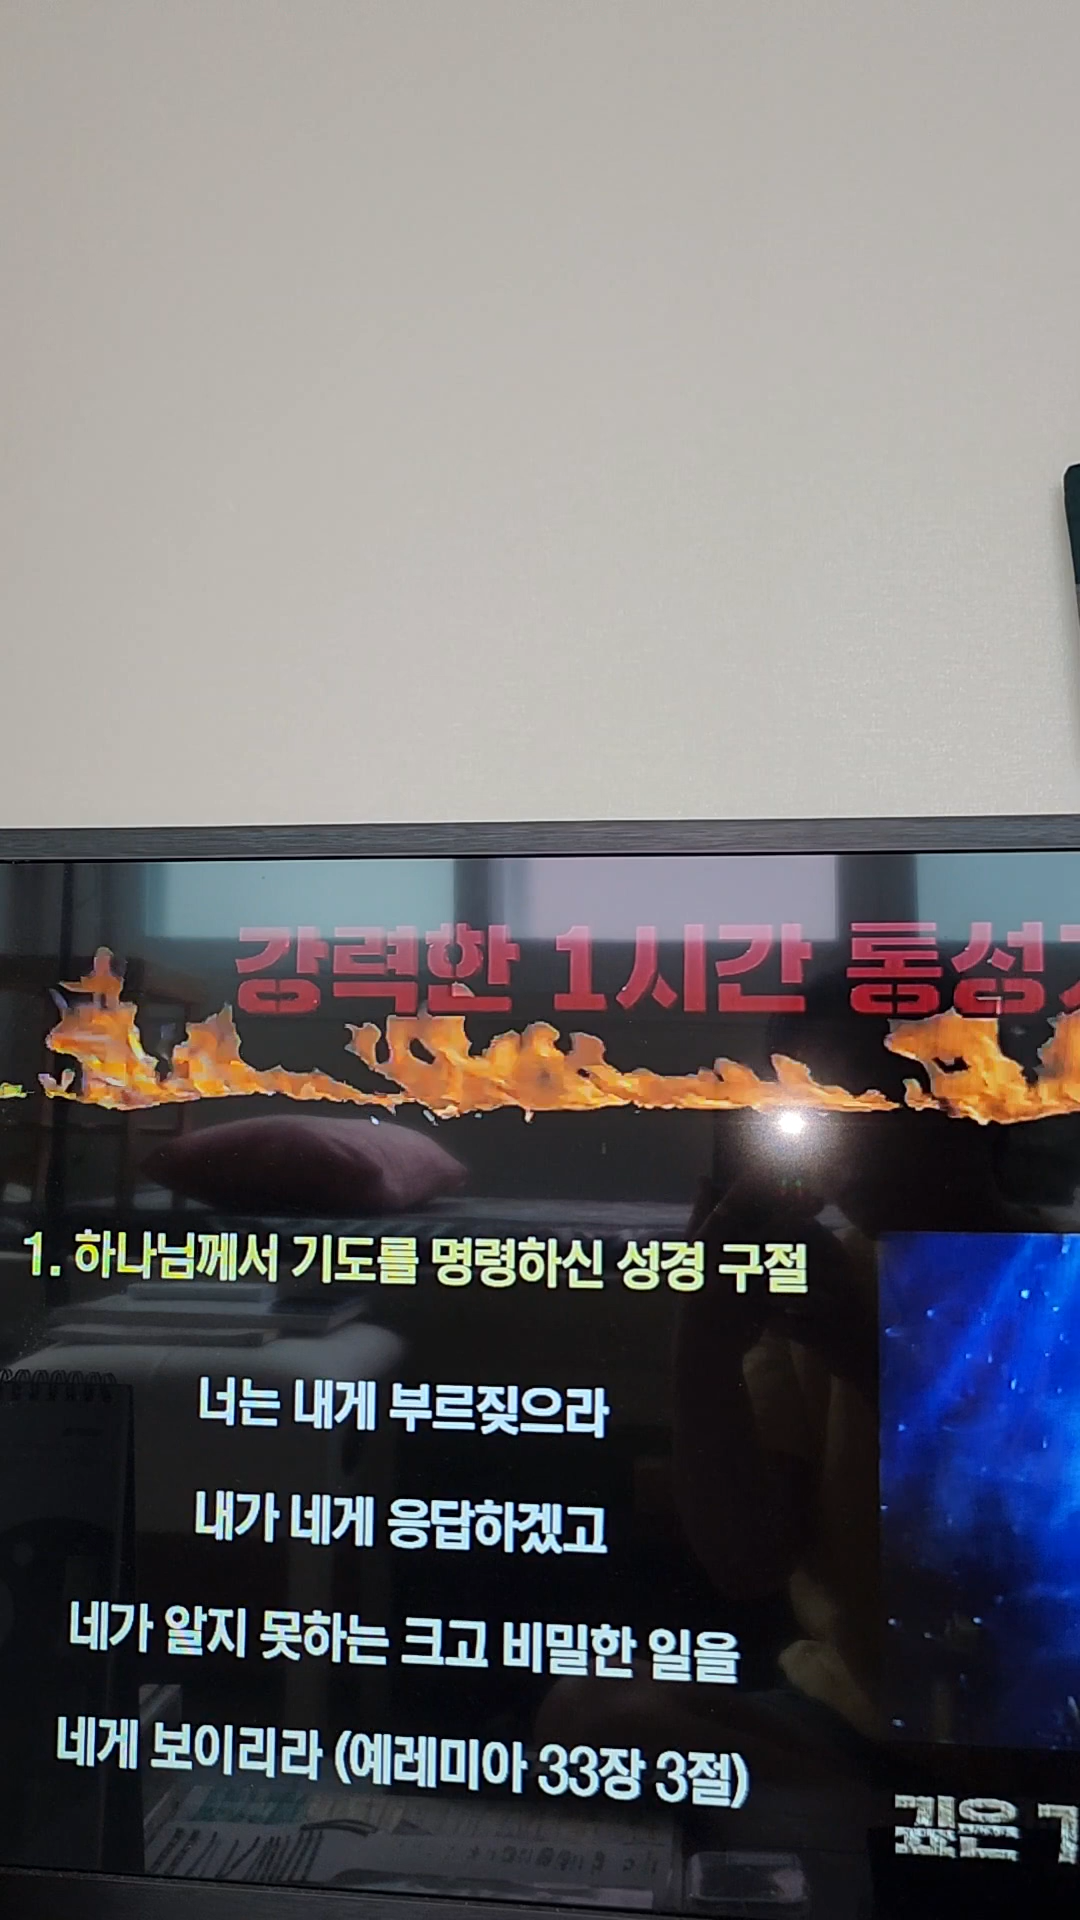 강력한 1시간 통성
1. 하나님께서 기도를 명령하신 성경 구절
너는 내게 부르짖으라
내가 네게 응답하겠고
네가 알지 못하는 크고 비밀한 일을
네게 보이리라 (예레미아 33장 3절)
깊은